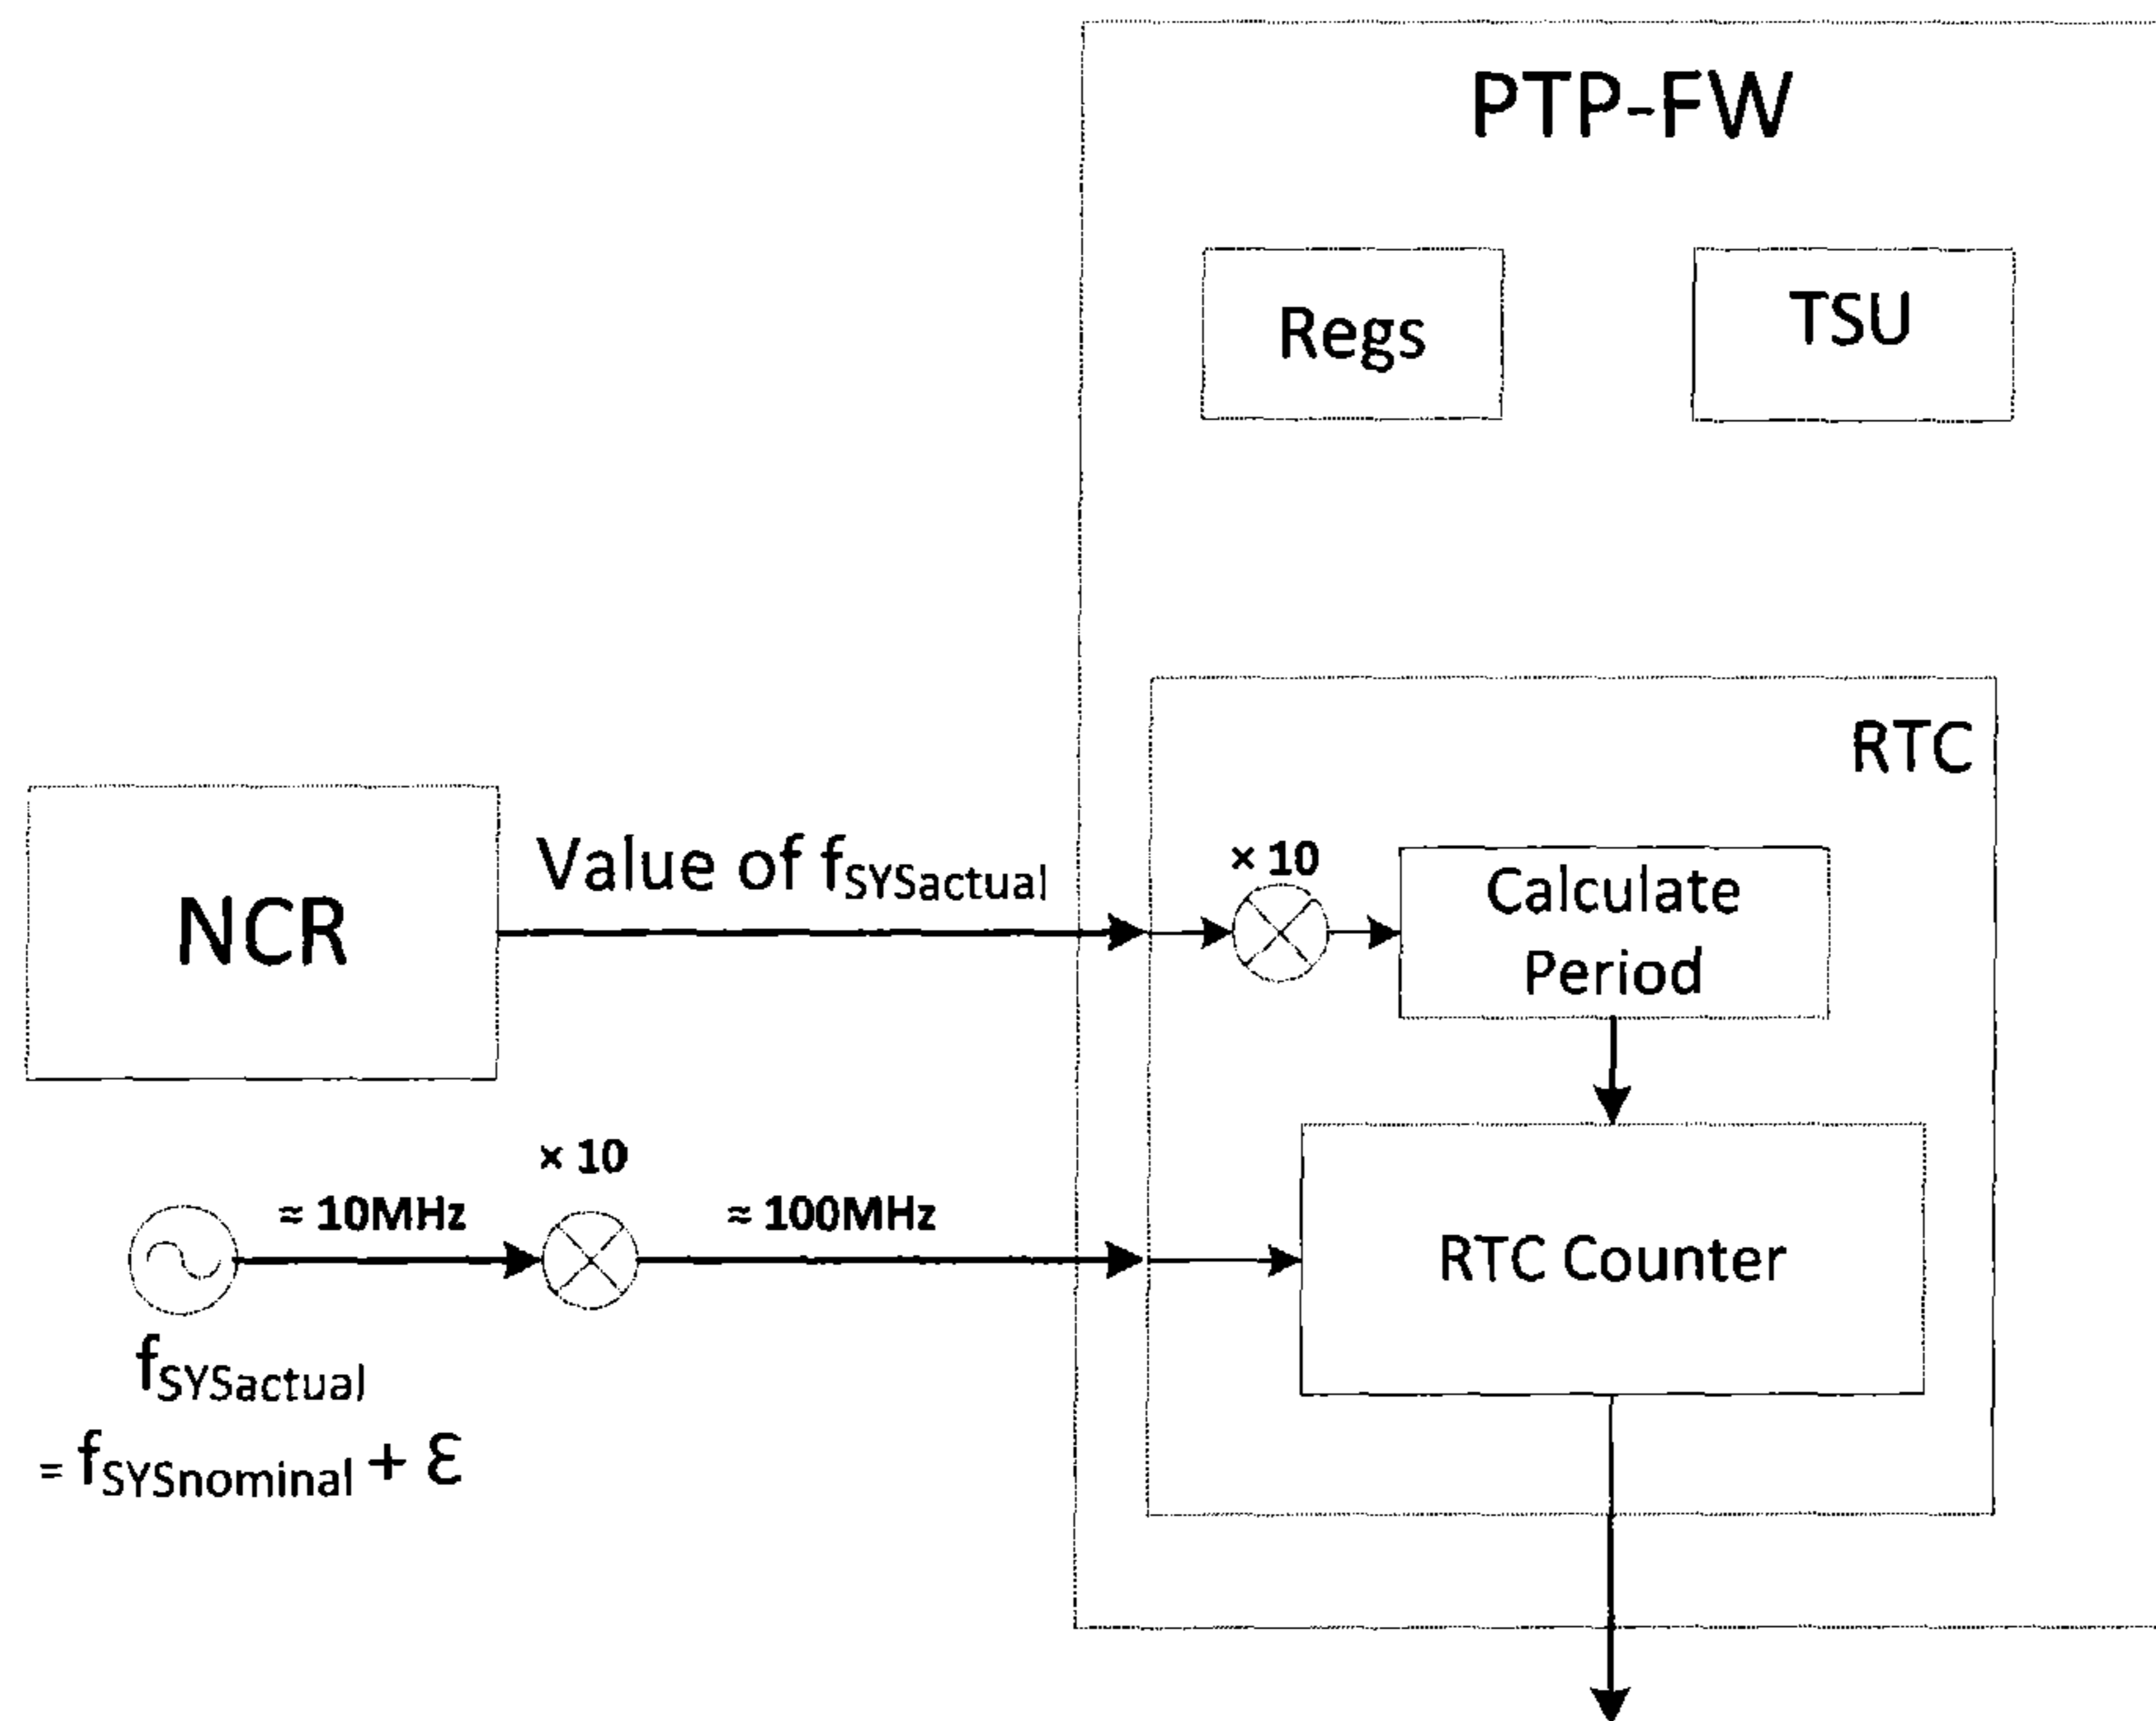 PTP-FW
Regs
TSU
RTC
NCR
Value of fSYSactual
× 10
Calculate
Period
× 10
≈ 10MHz
≈ 100MHz
RTC Counter
fSYSactual
= fSYSnominal + Ɛ